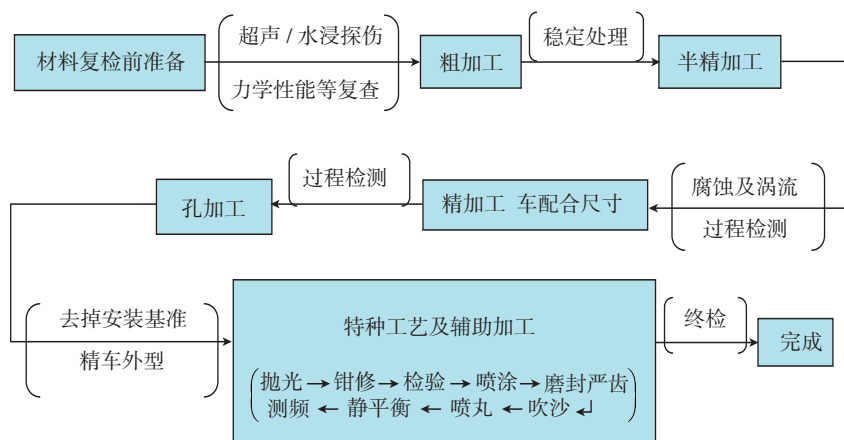 材料复检前准备
超声 / 水浸探伤
力学性能等复查
粗加工
稳定处理
半精加工
腐蚀及涡流
过程检测
精加工 车配合尺寸
过程检测
孔加工
去掉安装基准
精车外型
特种工艺及辅助加工
抛光→钳修→检验→喷涂→磨封严齿
测频←静平衡←喷丸←吹沙↲
终检
完成